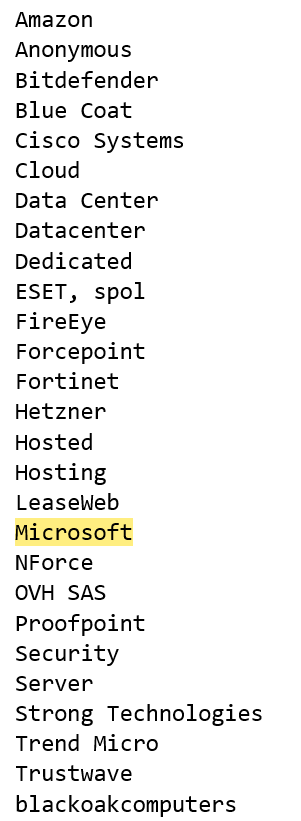 Amazon
Anonymous
Bitdefender
Blue Coat
Cisco Systems
Cloud
Data Center
Datacenter
Dedicated
ESET, spol
FireEye
Forcepoint
Fortinet
Hetzner
Hosted
Hosting
LeaseWeb
Microsoft
NForce
OVH SAS
Proofpoint
Security
Server
Strong Technologies
Trend Micro
Trustwave
blackoakcomputers